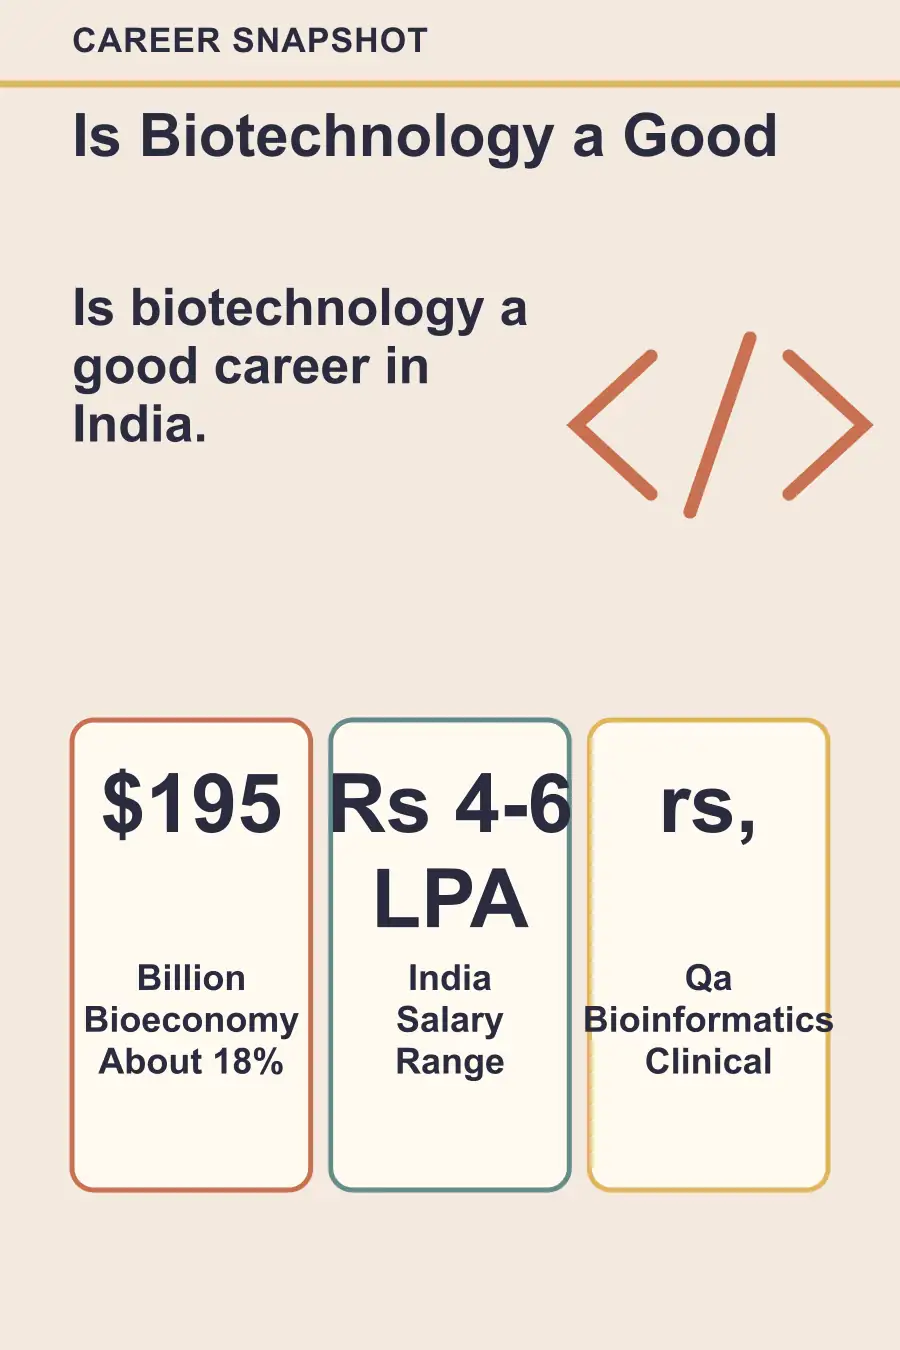 CAREER SNAPSHOT
Is Biotechnology a Good
Is biotechnology a
good career in
India.
$195
Billion
Bioeconomy
About 18%
Rs 4-6
LPA
India
Salary
Range
rs,
Qa
Bioinformatics
Clinical